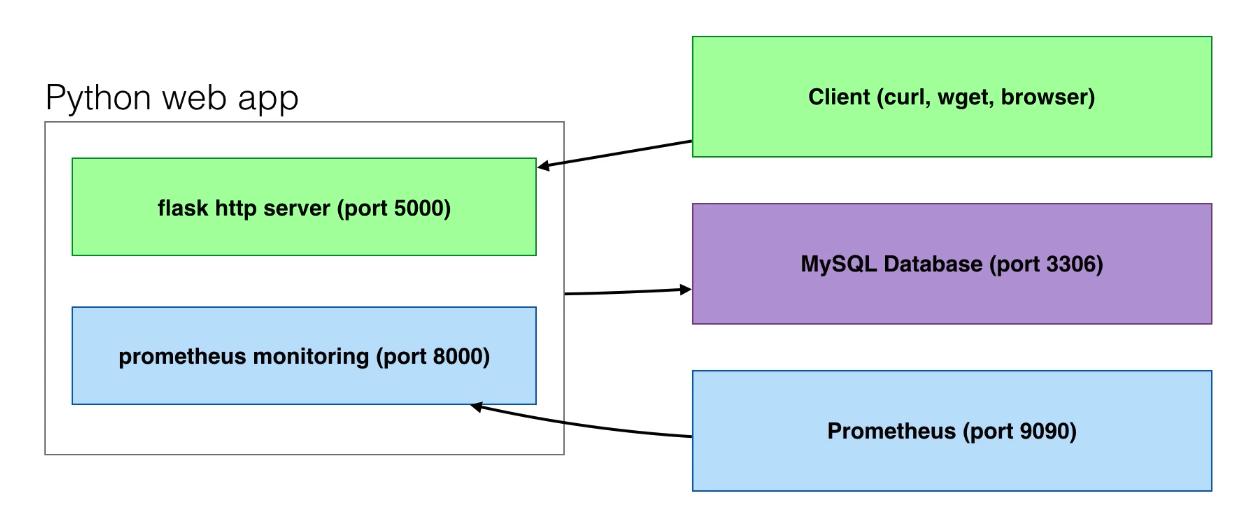 Python web app
flask http server (port 5000)
prometheus monitoring (port 8000)
Client (curl, wget, browser)
MySQL Database (port 3306)
Prometheus (port 9090)